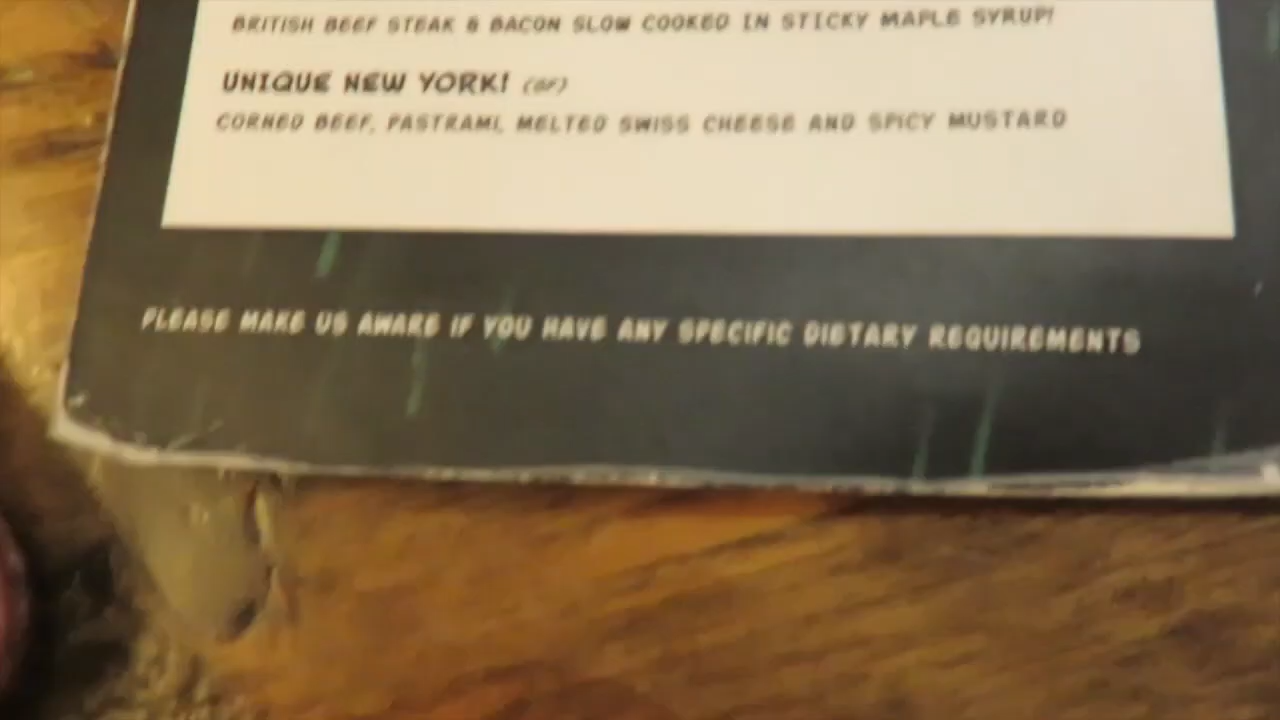 BRITISH BEEF STEAK & BACON SLOW COOKED IN STICKY MAPLE SYRUP!
UNIQUE NEW YORK! (GF)
CORNED BEEF, PASTRAMI, MELTED SWISS CHEESE AND SPICY MUSTARD
PLEASE MAKE US AWARE IF YOU HAVE ANY SPECIFIC DIETARY REQUIREMENTS